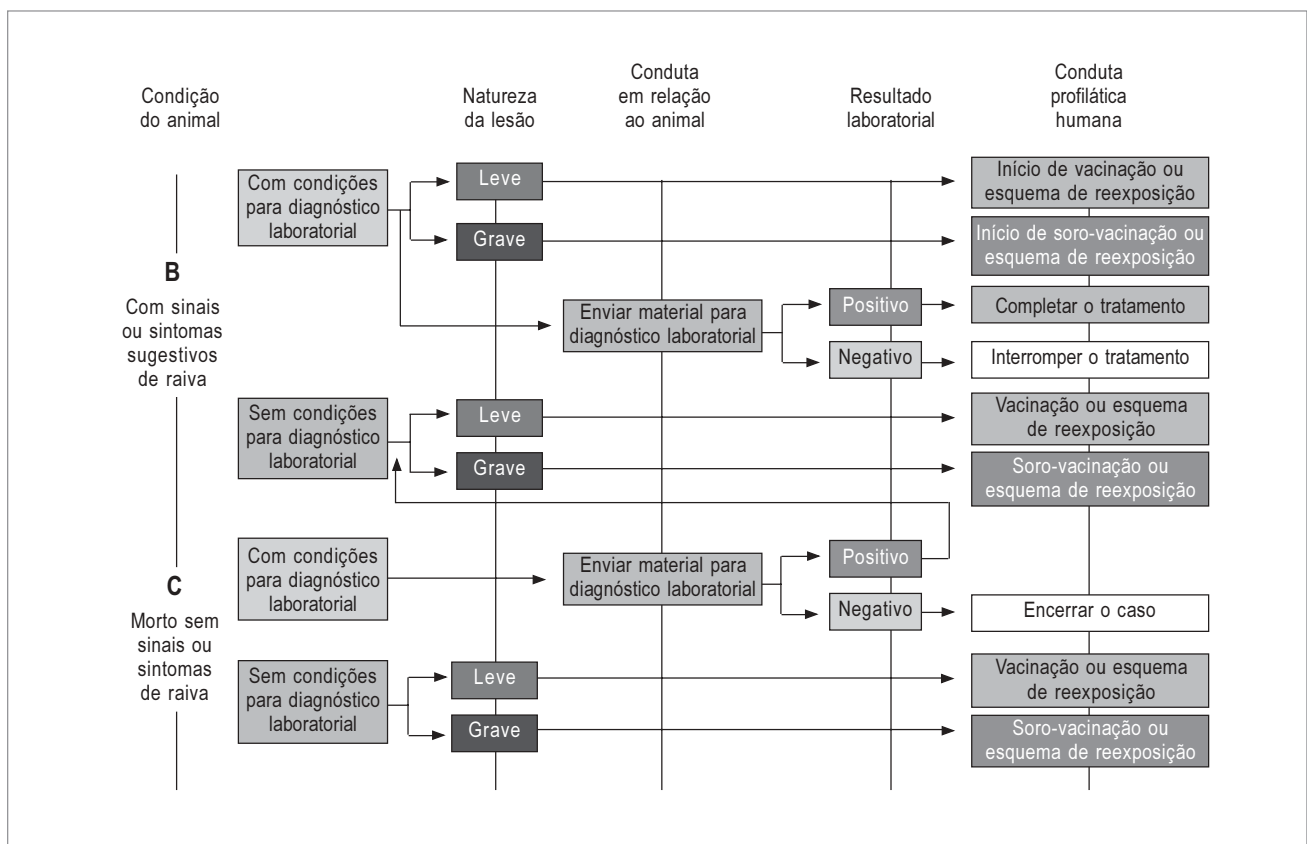 Condição
do animal
Natureza
da lesão
Conduta
em relação
ao animal
Resultado
laboratorial
Conduta
profilática
humana
B
Com sinais
ou sintomas
sugestivos
de raiva
Com condições
para diagnóstico
laboratorial
Leve
Início de vacinação ou
esquema de reexposição
Grave
Início de soro-vacinação ou
esquema de reexposição
Enviar material para
diagnóstico laboratorial
Positivo
Completar o tratamento
Negativo
Interromper o tratamento
Sem condições
para diagnóstico
laboratorial
Leve
Vacinação ou esquema
de reexposição
Grave
Soro-vacinação ou
esquema de reexposição
C
Morto sem
sinais ou
sintomas
de raiva
Com condições
para diagnóstico
laboratorial
Enviar material para
diagnóstico laboratorial
Positivo
Negativo
Encerrar o caso
Sem condições
para diagnóstico
laboratorial
Leve
Vacinação ou esquema
de reexposição
Grave
Soro-vacinação ou
esquema de reexposição